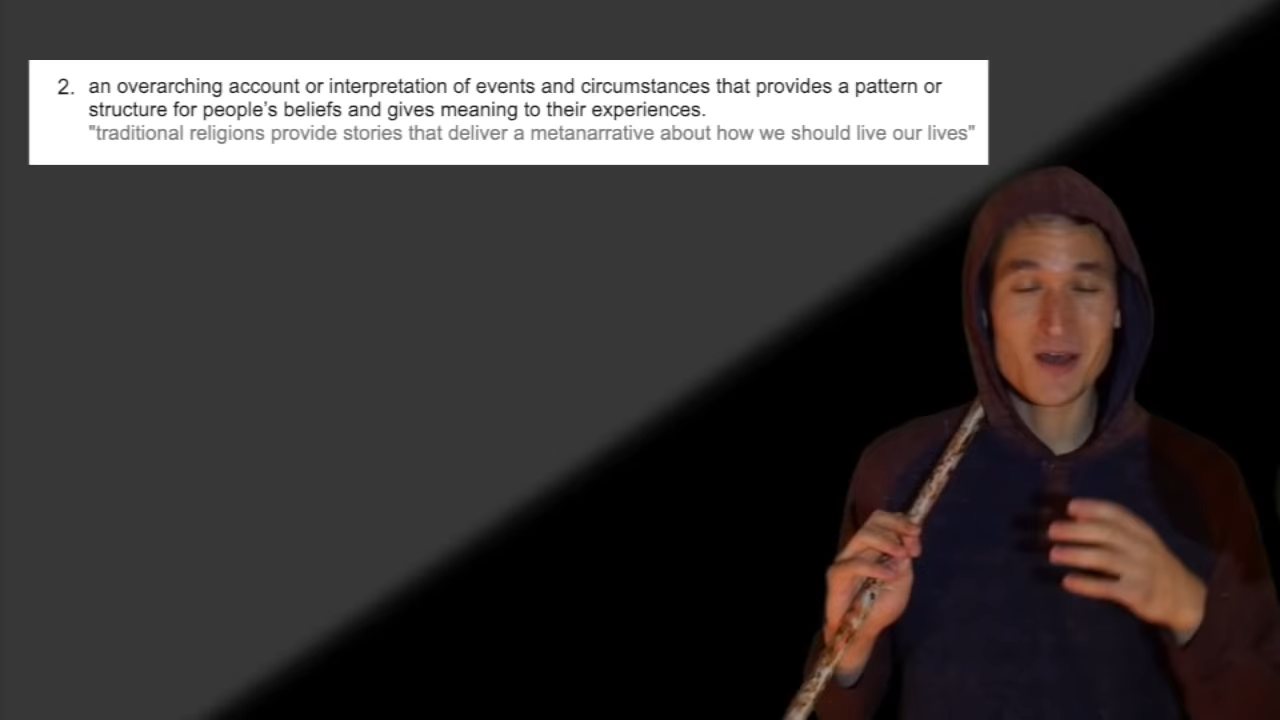 2. an overarching account or interpretation of events and circumstances that provides a pattern or
structure for people’s beliefs and gives meaning to their experiences.
"traditional religions provide stories that deliver a metanarrative about how we should live our lives"